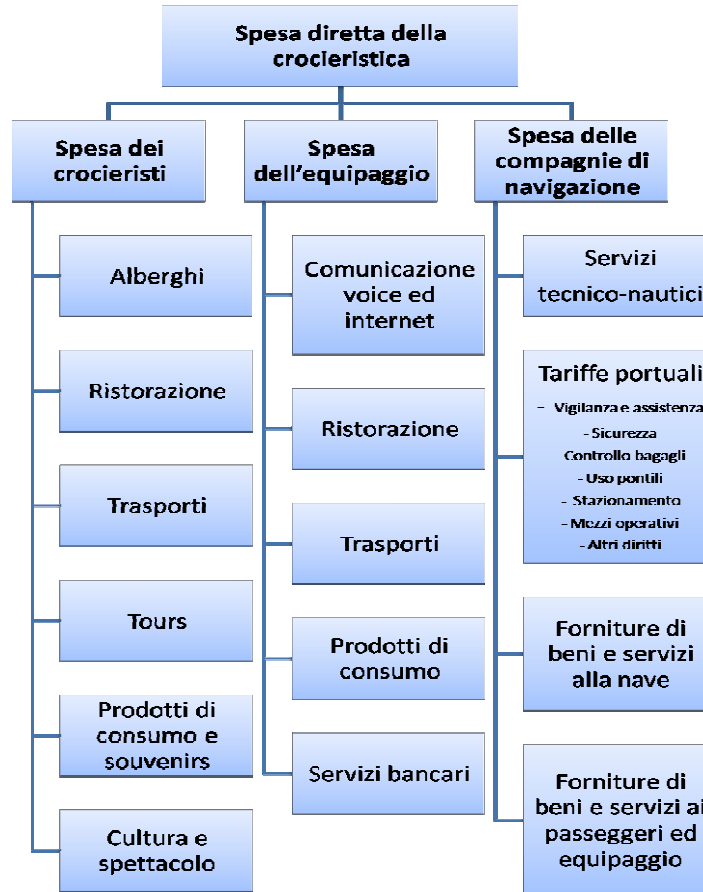 Spesa diretta della
crocieristica
Spesa dei
crocieristi
Alberghi
Ristorazione
Trasporti
Tours
Prodotti di
consumo e
souvenirs
Cultura e
spettacolo
Spesa
dell'equipaggio
Comunicazione
voice ed
internet
Ristorazione
Trasporti
Prodotti di
consumo
Servizi bancari
Spesa delle
compagnie di
navigazione
Servizi
tecnico-nautici
Tariffe portuali
- Vigilanza e assistenza
- Sicurezza
Controllo bagagli
- Uso pontili
- Stazionamento
- Mezzi operativi
- Altri diritti
Forniture di
beni e servizi
alla nave
Forniture di
beni e servizi ai
passeggeri ed
equipaggio